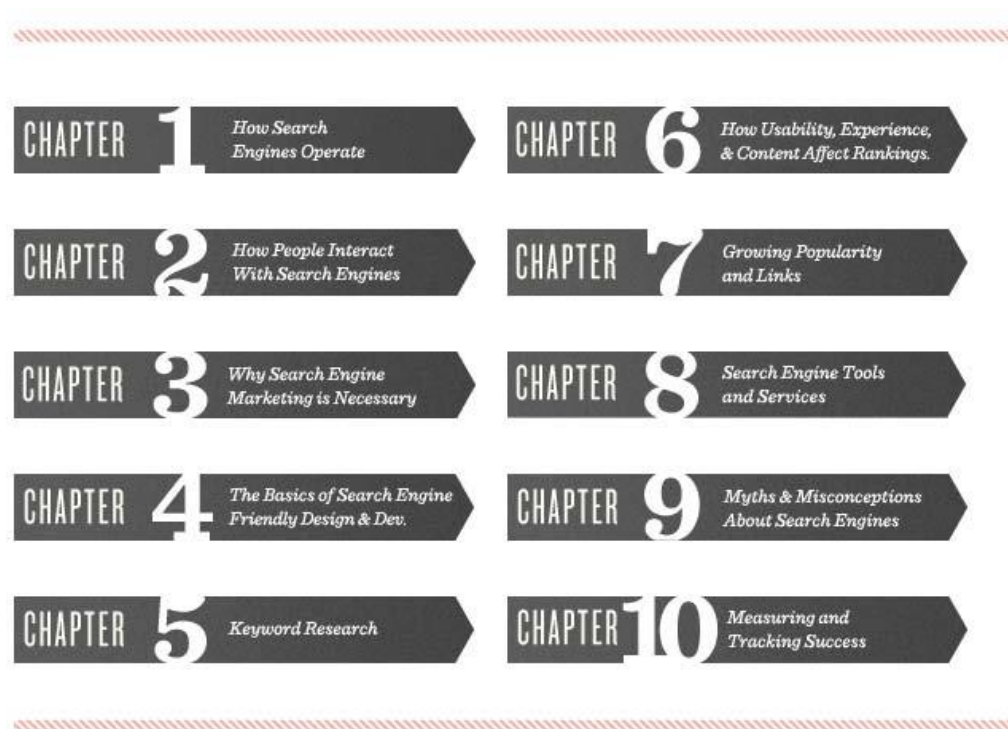 CHAPTER 1 How Search
Engines Operate
CHAPTER 2 How People Interact
With Search Engines
CHAPTER 3 Why Search Engine
Marketing is Necessary
CHAPTER 4 The Basics of Search Engine
Friendly Design & Dev.
CHAPTER 5 Keyword Research
CHAPTER 6 How Usability, Experience,
& Content Affect Rankings.
CHAPTER 7 Growing Popularity
and Links
CHAPTER 8 Search Engine Tools
and Services
CHAPTER 9 Myths & Misconceptions
About Search Engines
CHAPTER 10 Measuring and
Tracking Success